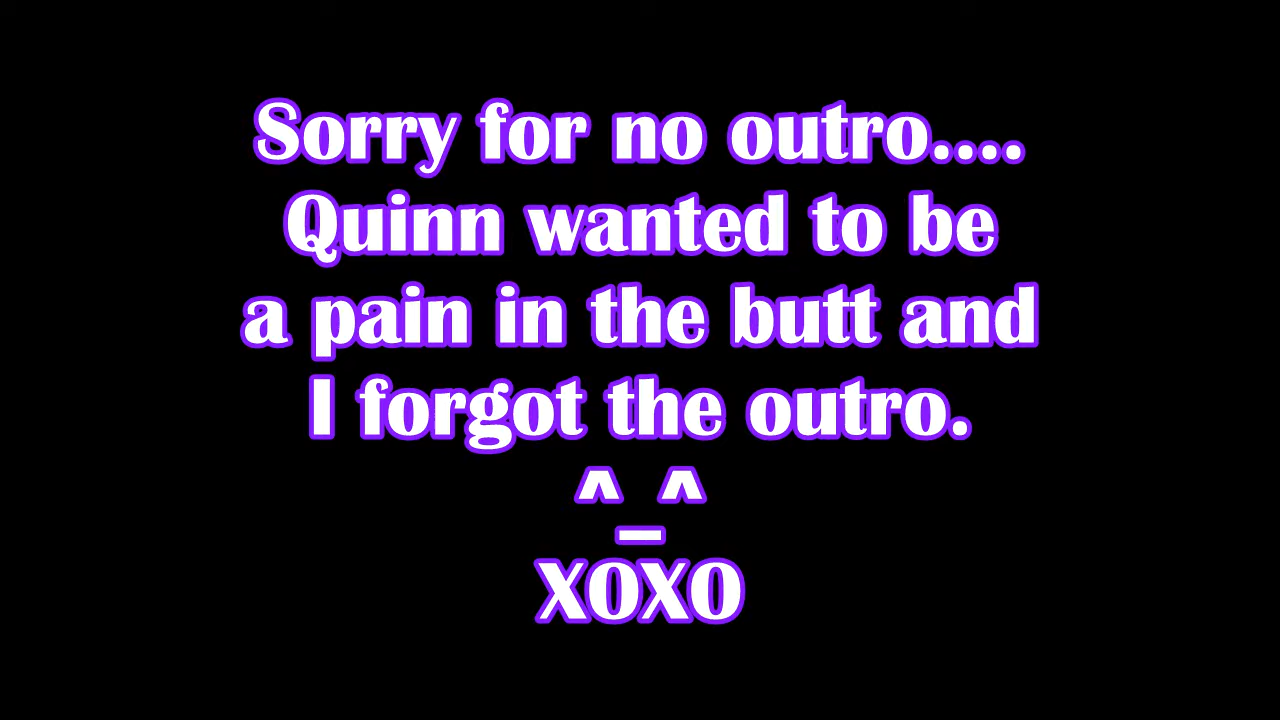 Sorry for no outro....
Quinn wanted to be
a pain in the butt and
I forgot the outro.
^_^
XOXO